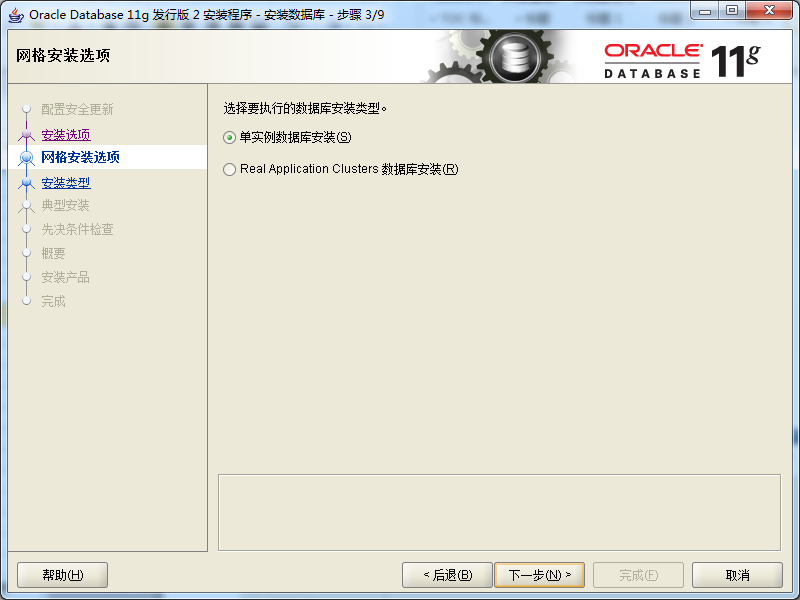 Oracle Database 11g 发行版 2 安装程序 - 安装数据库 - 步骤 3/9
网格安装选项
ORACLE DATABASE 11g
配置安全更新
安装选项
网格安装选项
安装类型
典型安装
先决条件检查
概要
安装产品
完成
选择要执行的数据库安装类型。
单实例数据库安装(S)
Real Application Clusters 数据库安装(R)
帮助(H)
< 后退(B)
下一步(N) >
完成(F)
取消